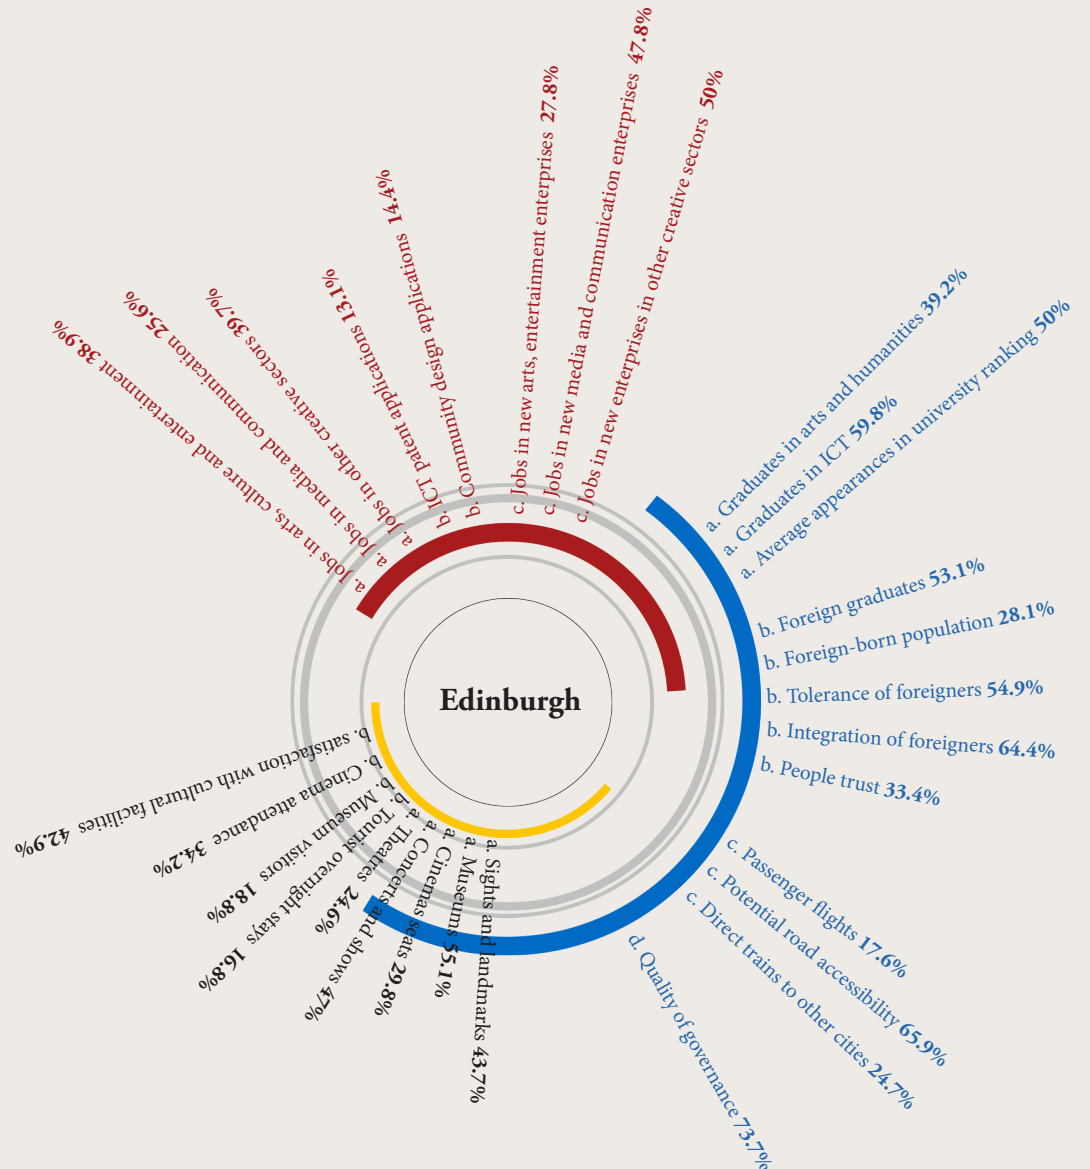 Edinburgh
a. Jobs in arts, culture and entertainment 38.9%
a. Jobs in media and communication 25.6%
a. Jobs in other creative sectors 39.7%
b. ICT patent applications 13.1%
b. Community design applications 14.4%
c. Jobs in new arts, entertainment enterprises 27.8%
c. Jobs in new media and communication enterprises 47.8%
c. Jobs in new enterprises in other creative sectors 50%
a. Graduates in arts and humanities 39.2%
a. Graduates in ICT 59.8%
a. Average appearances in university ranking 50%
b. Foreign graduates 53.1%
b. Foreign-born population 28.1%
b. Tolerance of foreigners 54.9%
b. Integration of foreigners 64.4%
b. People trust 33.4%
c. Passenger flights 17.6%
c. Potential road accessibility 65.9%
c. Direct trains to other cities 24.7%
d. Quality of governance 73.7%
a. Sights and landmarks 43.7%
a. Museums 55.1%
a. Cinemas seats 29.8%
a. Concerts and shows 47%
a. Theatres 24.6%
b. Tourist overnight stays 16.8%
b. Museum visitors 18.8%
b. Cinema attendance 34.2%
b. satisfaction with cultural facilities 42.9%